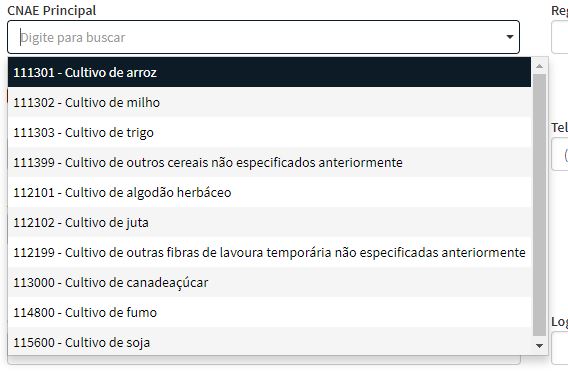 CNAE Principal
Reg
Digite para buscar
111301 - Cultivo de arroz
111302 - Cultivo de milho
111303 - Cultivo de trigo
Tel
111399 - Cultivo de outros cereais não especificados anteriormente
(
112101 - Cultivo de algodão herbáceo
112102 - Cultivo de juta
112199 - Cultivo de outras fibras de lavoura temporária não especificadas anteriormente
113000 - Cultivo de canadeaçúcar
114800 - Cultivo de fumo
Log
115600 - Cultivo de soja